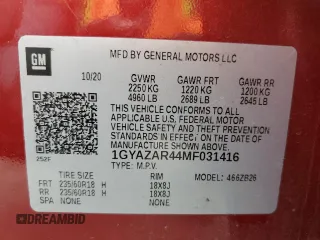 GM
MFD BY GENERAL MOTORS LLC
10/20 GVWR GAWR FRT GAWR RR
2250 KG 1220 KG 1200 KG
4960 LB 2689 LB 2645 LB
THIS VEHICLE CONFORMS TO ALL
APPLICABLE U.S. FEDERAL MOTOR
VEHICLE SAFETY AND THEFT
PREVENTION STANDARDS IN EFFECT
ON THE DATE OF MANUFACTURE
SHOWN ABOVE.
252F
1GYAZAR44MF031416
TYPE: M.P.V. MODEL: 466ZB26
TIRE SIZE RIM
FRT 235/60R18 H 18X8J
RR 235/60R18 H 18X8J
SPA NONE NONE
DREAMBID